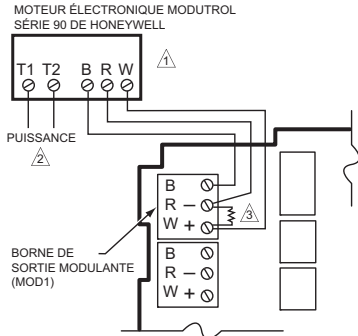 MOTEUR ÉLECTRONIQUE MODUTROL
SÉRIE 90 DE HONEYWELL
T1 T2 B R W
1
PUISSANCE
2
B
R −
W +
3
BORNE DE
SORTIE MODULANTE
(MOD1)
B
R −
W +